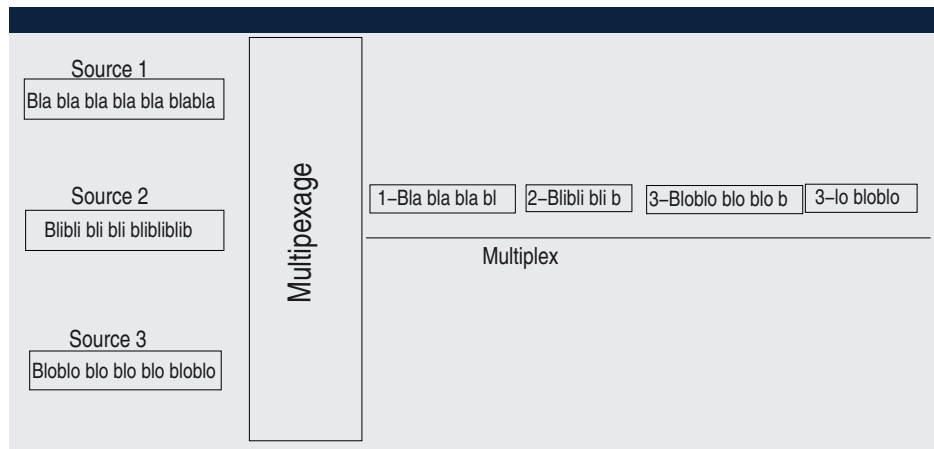 Source 1
Bla bla bla bla bla blabla
Source 2
Blibli bli bli blibliblib
Source 3
Bloblo blo blo blo bloblo
Multipexage
1–Bla bla bla bl
2–Blibli bli b
3–Bloblo blo blo b
3–lo bloblo
Multiplex